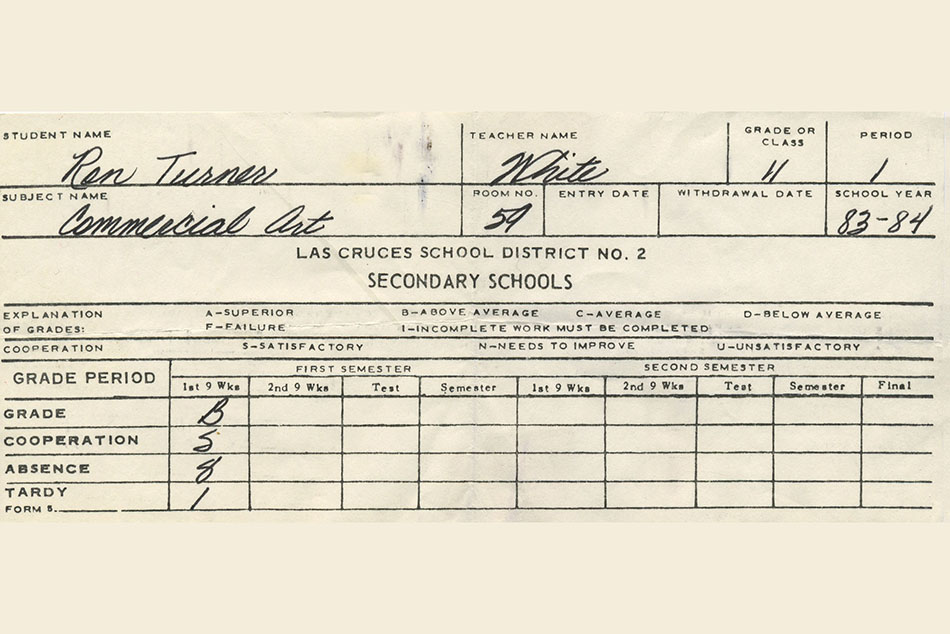 STUDENT NAME TEACHER NAME GRADE OR CLASS PERIOD
Ron Turner White 11 1
SUBJECT NAME ROOM NO. ENTRY DATE WITHDRAWAL DATE SCHOOL YEAR
Commercial Art 59 83-84
LAS CRUCES SCHOOL DISTRICT NO. 2
SECONDARY SCHOOLS
EXPLANATION A-SUPERIOR B-ABOVE AVERAGE C-AVERAGE D-BELOW AVERAGE
OF GRADES: F-FAILURE I-INCOMPLETE WORK MUST BE COMPLETED
COOPERATION S-SATISFACTORY N-NEEDS TO IMPROVE U-UNSATISFACTORY
GRADE PERIOD FIRST SEMESTER SECOND SEMESTER
1st 9 Wks 2nd 9 Wks Test Semester 1st 9 Wks 2nd 9 Wks Test Semester Final
GRADE B
COOPERATION S
ABSENCE 8
TARDY 1
FORM 5.